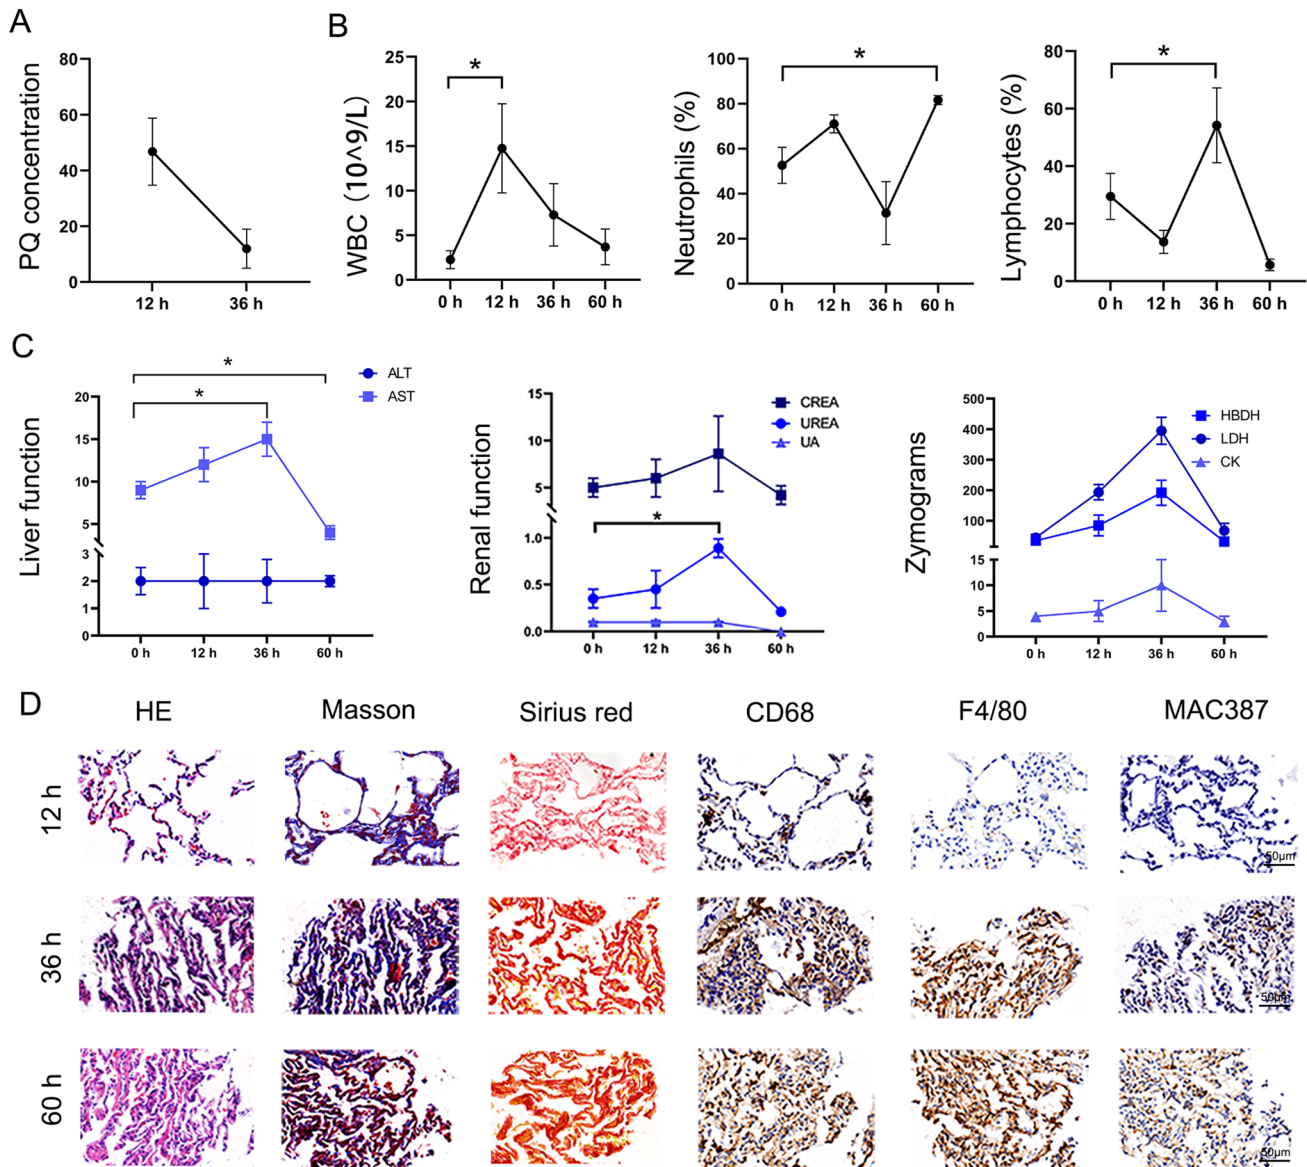 A
PQ concentration
80
60
40
20
0
12 h 36 h
B
WBC (10^9/L)
25
20
15
10
5
0
*
0 h 12 h 36 h 60 h
Neutrophils (%)
100
80
60
40
20
0
*
0 h 12 h 36 h 60 h
Lymphocytes (%)
80
60
40
20
0
*
0 h 12 h 36 h 60 h
C
Liver function
20
15
10
5
3
2
1
0
*
*
ALT
AST
0 h 12 h 36 h 60 h
Renal function
15
10
5
1.0
0.5
0.0
*
CREA
UREA
UA
0 h 12 h 36 h 60 h
Zymograms
500
400
300
200
100
15
10
5
0
HBDH
LDH
CK
0 h 12 h 36 h 60 h
D
HE Masson Sirius red CD68 F4/80 MAC387
12 h
50μm
36 h
50μm
60 h
50μm